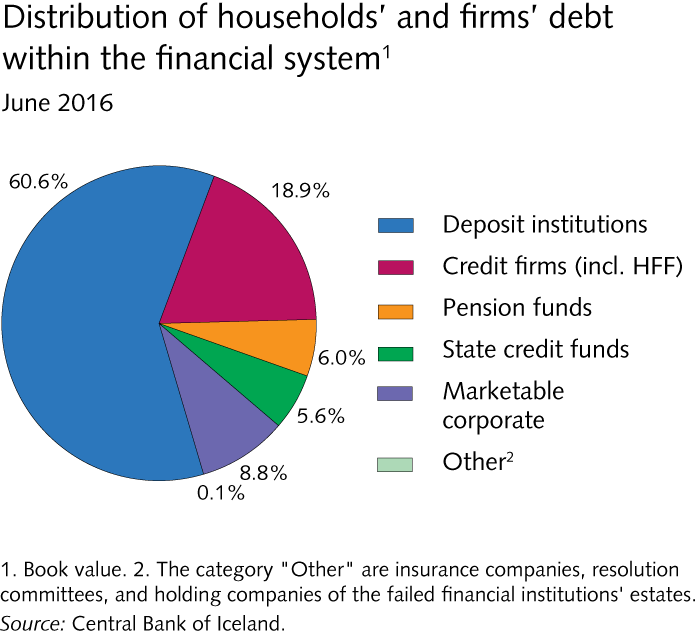 Distribution of households’ and firms’ debt
within the financial system¹
June 2016
60.6%
18.9%
6.0%
5.6%
8.8%
0.1%
Deposit institutions
Credit firms (incl. HFF)
Pension funds
State credit funds
Marketable
corporate
Other²
1. Book value. 2. The category "Other" are insurance companies, resolution
committees, and holding companies of the failed financial institutions' estates.
Source: Central Bank of Iceland.